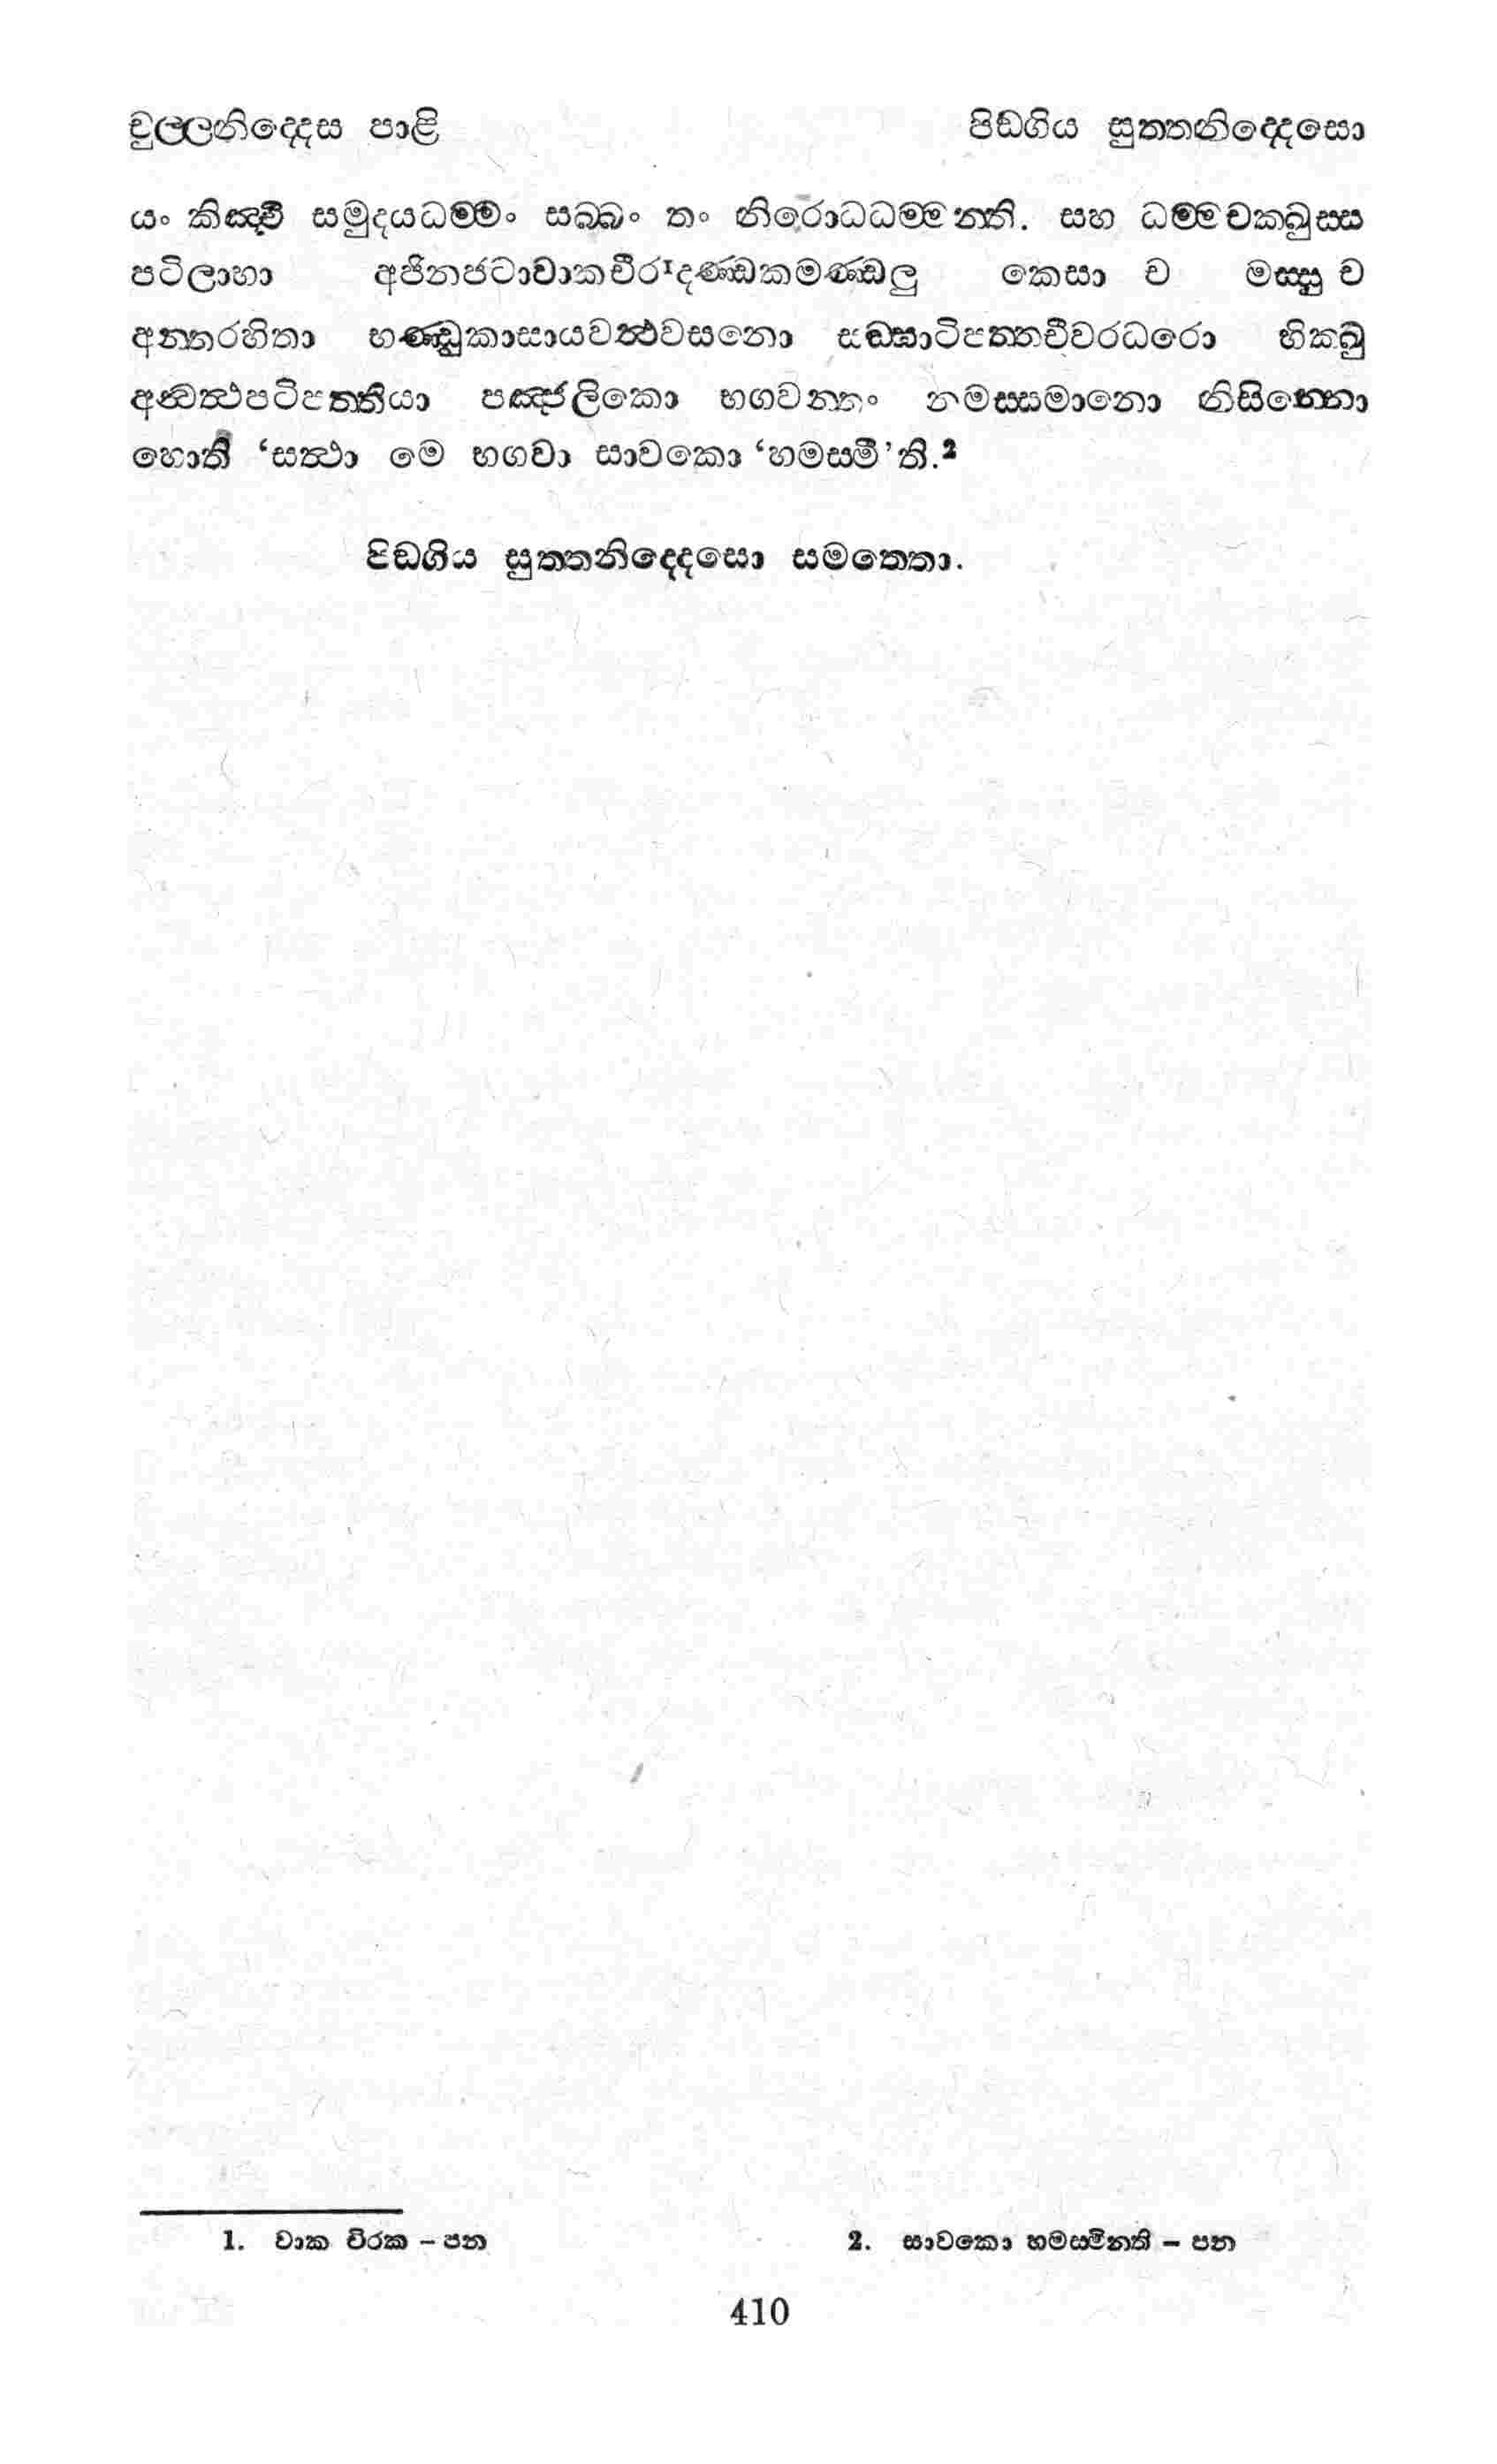 චුල්ලනිද්දෙස පාළි පිඞ්ගිය සුත්තනිද්දෙසො
යං කිඤ්චි සමුදයධම්මං සබ්බං තං නිරොධධම්මන්ති. සහ ධම්මචක්ඛුස්ස
පටිලාභා අජිනජටාවාකචීර¹දණ්ඩකමණ්ඩලු කෙසා ච මස්සු ච
අන්තරහිතා භණ්ඩුකාසායවත්ථවසනො සඞ්ඝාටිපත්තචීවරධරො භික්ඛු
අන්වත්ථපටිපත්තියා පඤ්ජලිකො භගවන්තං නමස්සමානො නිසින්නො
හොති ‘සත්ථා මෙ භගවා සාවකො ‘හමස්මී’ති.²
පිඞ්ගිය සුත්තනිද්දෙසො සමත්තො.
1. වාක චිරක – පන 2. සාවකො හමස්මින්ති – පන
410